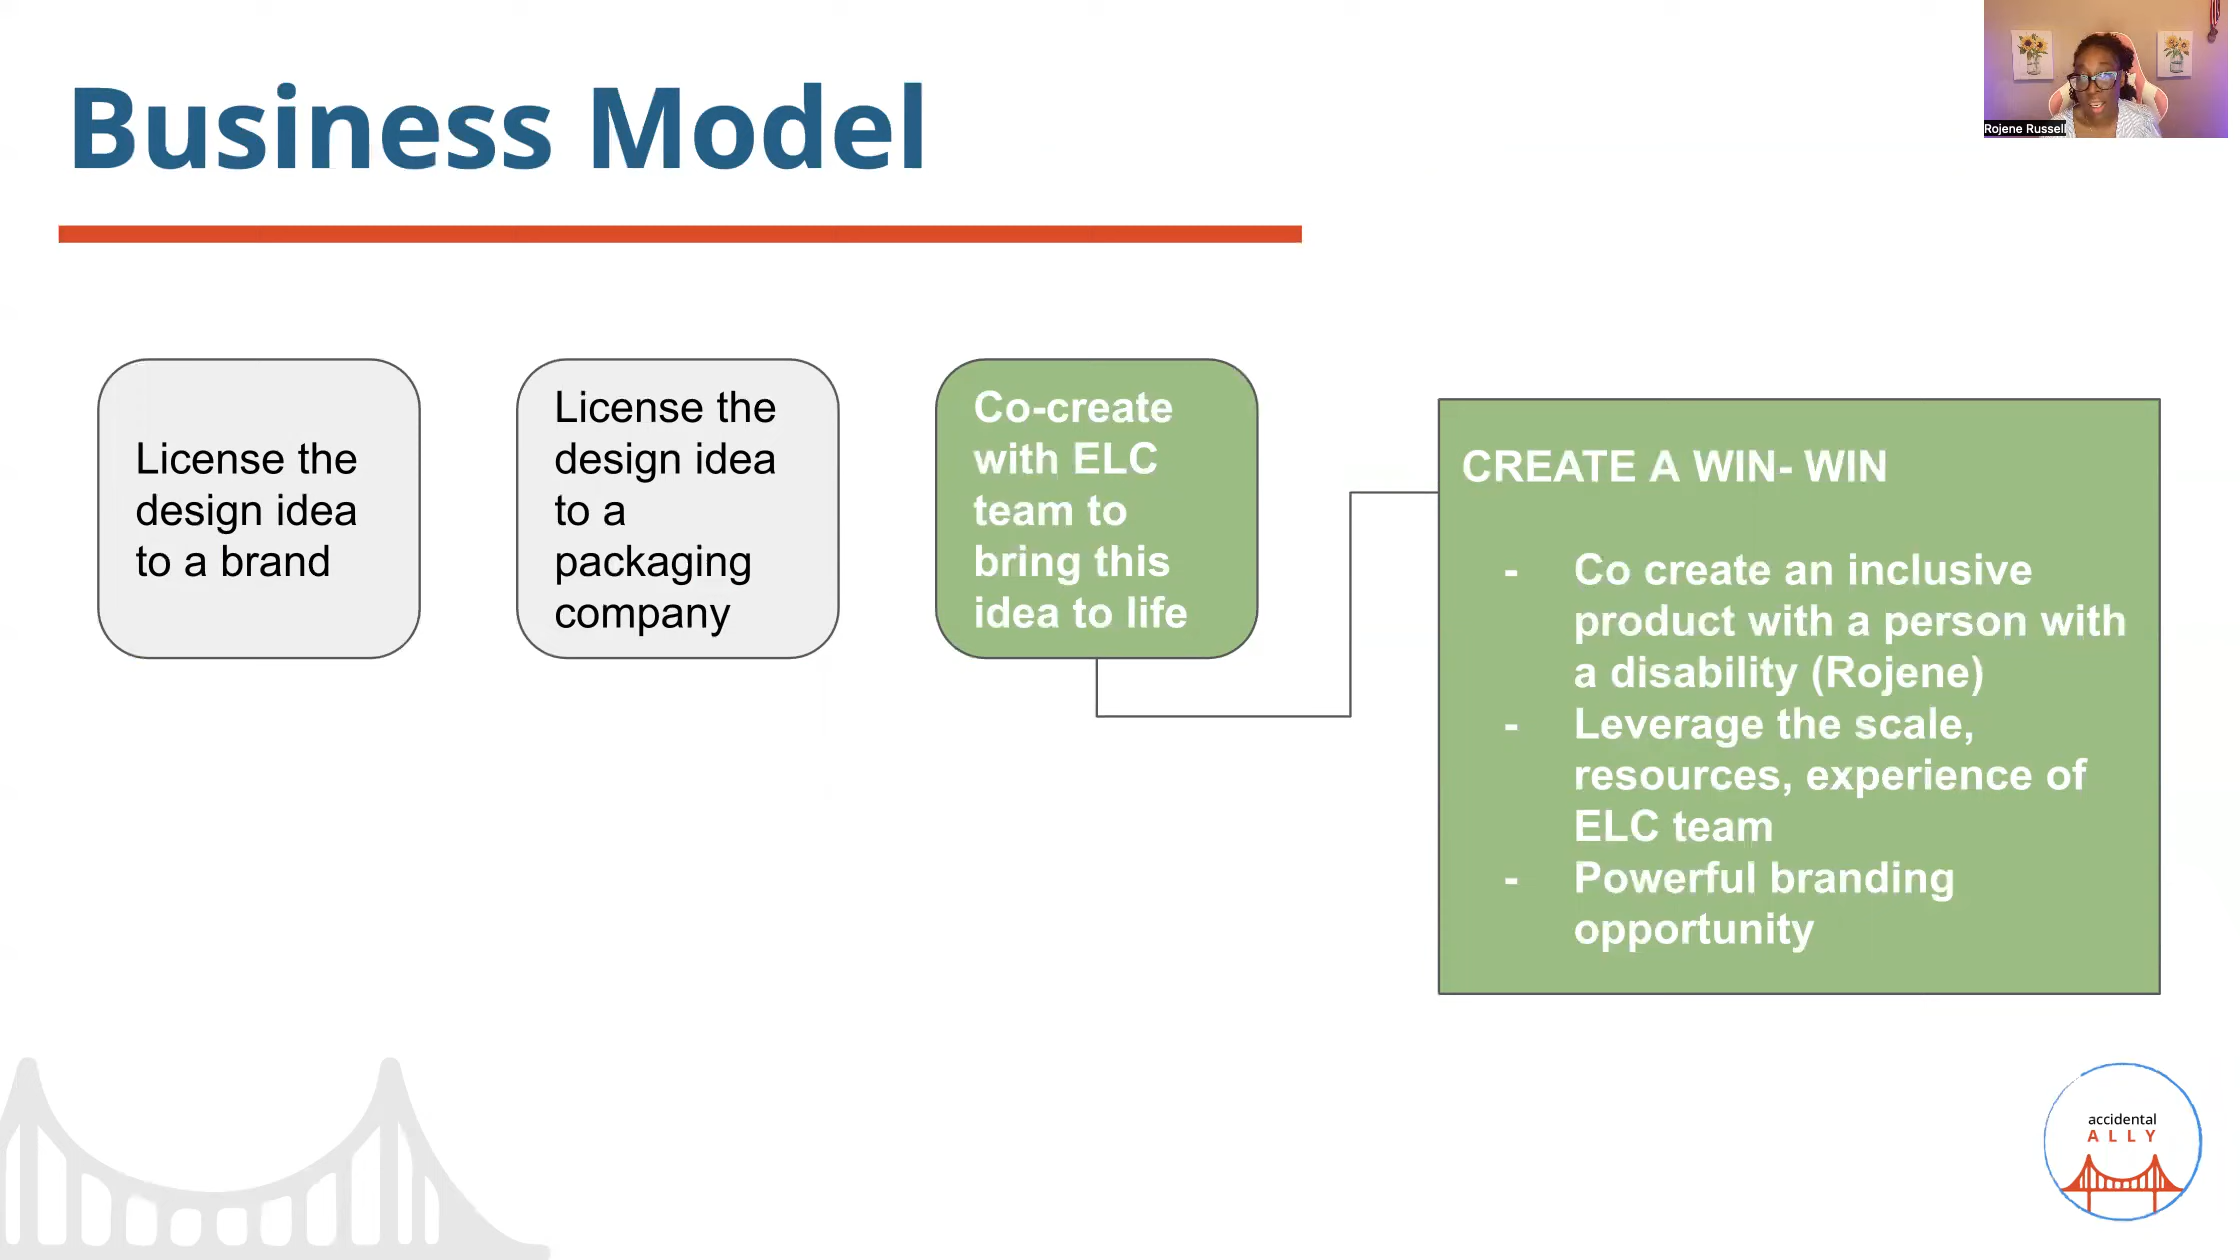 Business Model
Rojene Russell
License the
design idea
to a brand
License the
design idea
to a
packaging
company
Co-create
with ELC
team to
bring this
idea to life
CREATE A WIN- WIN
- Co create an inclusive
product with a person with
a disability (Rojene)
- Leverage the scale,
resources, experience of
ELC team
- Powerful branding
opportunity
accidental
ALLY